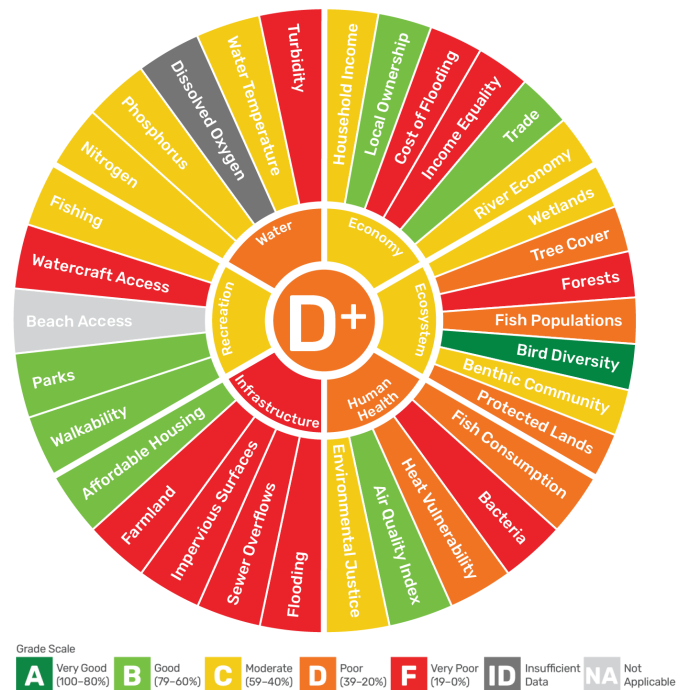 Household Income
Local Ownership
Cost of Flooding
Income Equality
Trade
River Economy
Wetlands
Tree Cover
Forests
Fish Populations
Bird Diversity
Benthic Community
Protected Lands
Fish Consumption
Bacteria
Heat Vulnerability
Air Quality Index
Environmental Justice
Flooding
Sewer Overflows
Impervious Surfaces
Farmland
Affordable Housing
Walkability
Parks
Beach Access
Watercraft Access
Fishing
Nitrogen
Phosphorus
Dissolved Oxygen
Water Temperature
Turbidity
Water
Economy
Ecosystem
Human
Health
Infrastructure
Recreation
D+
Grade Scale
A Very Good
(100–80%)
B Good
(79–60%)
C Moderate
(59–40%)
D Poor
(39–20%)
F Very Poor
(19–0%)
ID Insufficient
Data
NA Not
Applicable